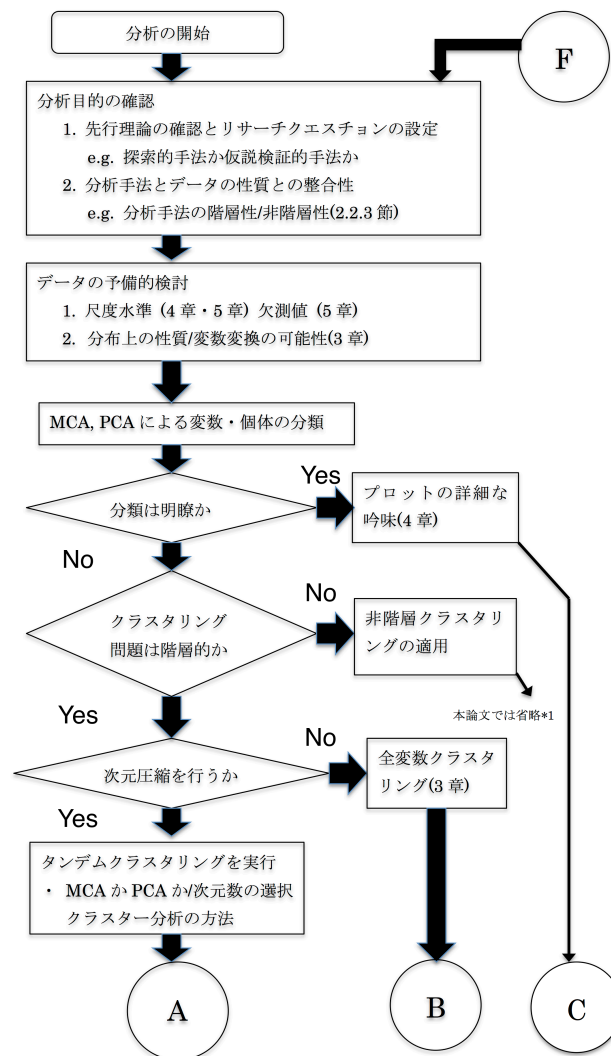 分析の開始
F
分析目的の確認
1. 先行理論の確認とリサーチクエスチョンの設定
e.g. 探索的手法か仮説検証的手法か
2. 分析手法とデータの性質との整合性
e.g. 分析手法の階層性/非階層性(2.2.3 節)
データの予備的検討
1. 尺度水準 (4 章・5 章) 欠測値 (5 章)
2. 分布上の性質/変数変換の可能性(3 章)
MCA, PCA による変数・個体の分類
分類は明瞭か
Yes
プロットの詳細な
吟味(4 章)
No
クラスタリング
問題は階層的か
No
非階層クラスタリ
ングの適用
本論文では省略*1
Yes
次元圧縮を行うか
No
全変数クラスタ
リング(3 章)
Yes
タンデムクラスタリングを実行
・ MCA か PCA か/次元数の選択
クラスター分析の方法
A
B
C